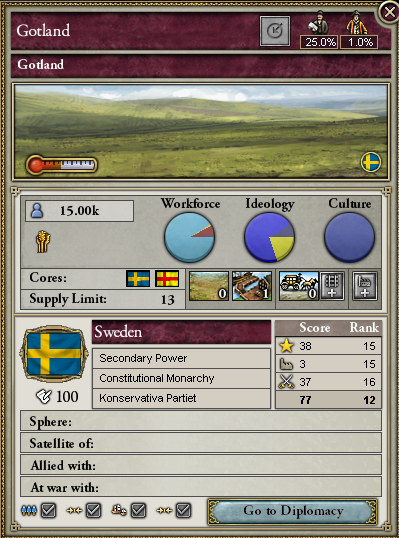 Gotland
25.0% 1.0%
Gotland
15.00k
Workforce Ideology Culture
Cores:
0 1 0
Supply Limit: 13
Sweden
Score Rank
Secondary Power
38 15
Constitutional Monarchy
3 15
Konservativa Partiet
37 16
100
77 12
Sphere:
Satellite of:
Allied with:
At war with:
Go to Diplomacy